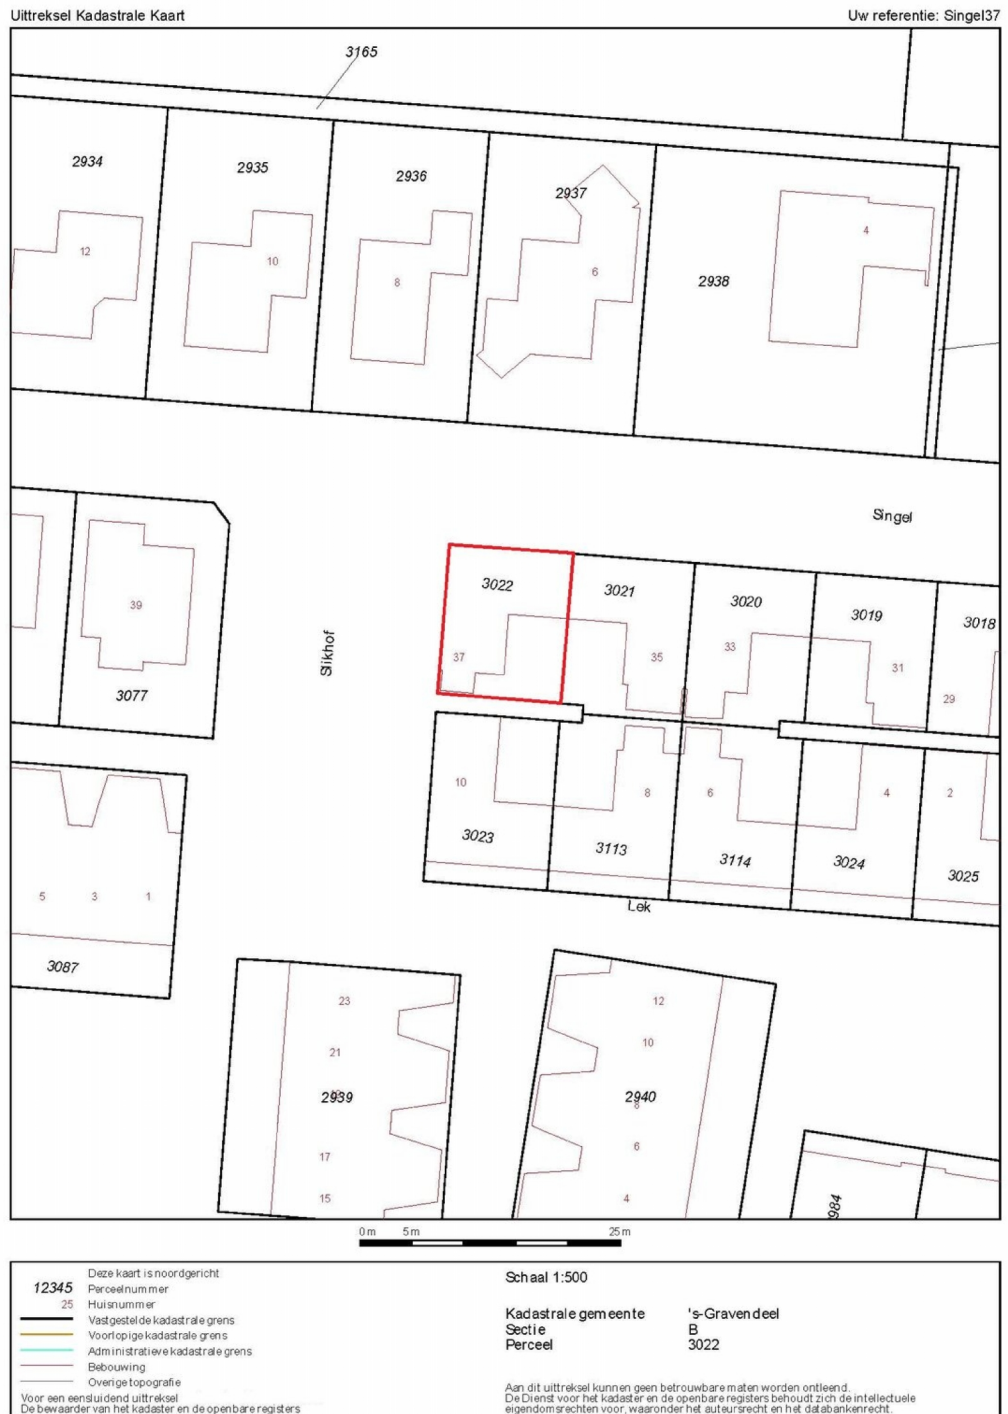 Uittreksel Kadastrale Kaart Uw referentie: Singel37
3165
2934
2935
2936
2937
4
12
10
8
6
2938
Singel
3022
3021
3020
3019
3018
39
Slikhof
37
35
33
31
29
3077
10
8
6
4
2
3023
3113
3114
3024
3025
5 3 1
Lek
3087
23
12
21
10
2939
2940
8
17
6
15
4
984
0 m 5 m 25 m
Deze kaart is noordgericht
12345 Perceelnummer
25 Huisnummer
Vastgestelde kadastrale grens
Voorlopige kadastrale grens
Administratieve kadastrale grens
Bebouwing
Overige topografie
Voor een eensluidend uittreksel
De bewaarder van het kadaster en de openbare registers
Schaal 1:500
Kadastrale gemeente 's-Gravendeel
Sectie B
Perceel 3022
Aan dit uittreksel kunnen geen betrouwbare maten worden ontleend.
De Dienst voor het kadaster en de openbare registers behoudt zich de intellectuele
eigendomsrechten voor, waaronder het auteursrecht en het databankenrecht.